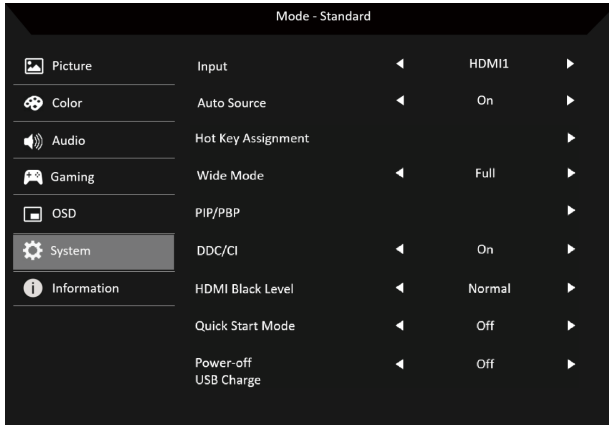 Mode - Standard
Picture
Color
Audio
Gaming
OSD
System
Information
Input HDMI1
Auto Source On
Hot Key Assignment
Wide Mode Full
PIP/PBP
DDC/CI On
HDMI Black Level Normal
Quick Start Mode Off
Power-off Off
USB Charge